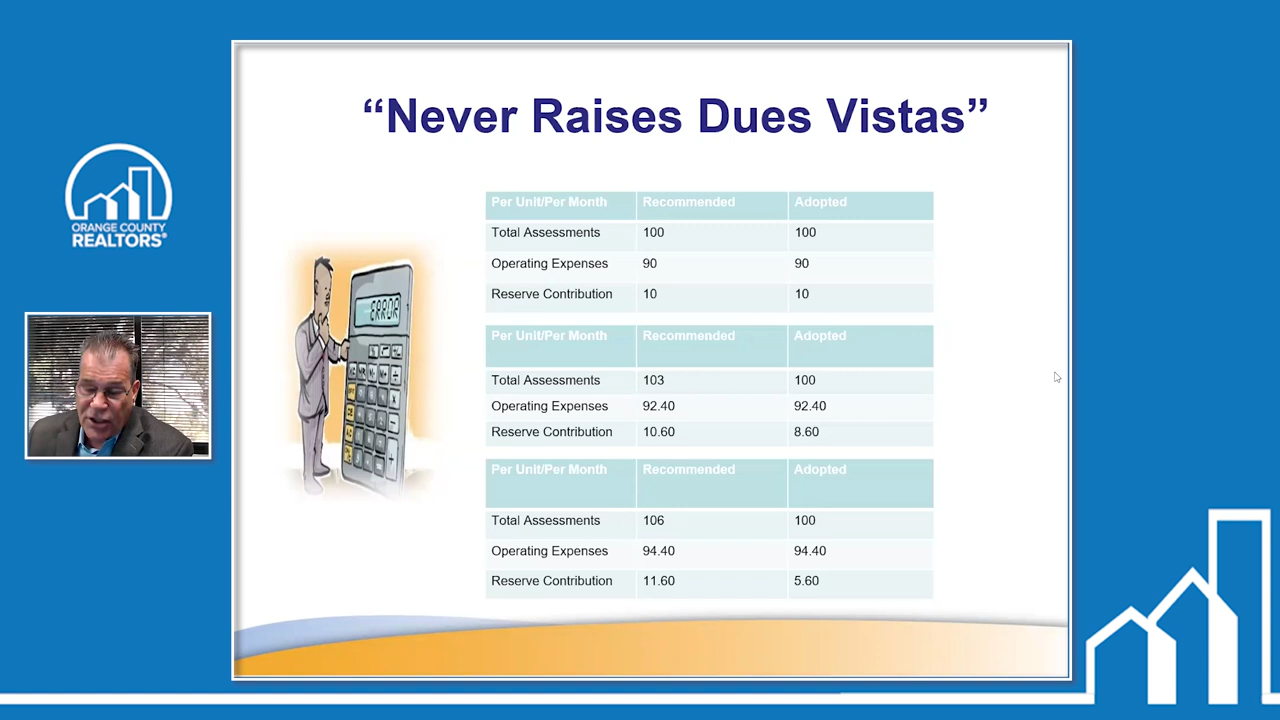 “Never Raises Dues Vistas”
ORANGE COUNTY
REALTORS®
Per Unit/Per Month Recommended Adopted
Total Assessments 100 100
Operating Expenses 90 90
Reserve Contribution 10 10
ERROR
Per Unit/Per Month Recommended Adopted
Total Assessments 103 100
Operating Expenses 92.40 92.40
Reserve Contribution 10.60 8.60
Per Unit/Per Month Recommended Adopted
Total Assessments 106 100
Operating Expenses 94.40 94.40
Reserve Contribution 11.60 5.60